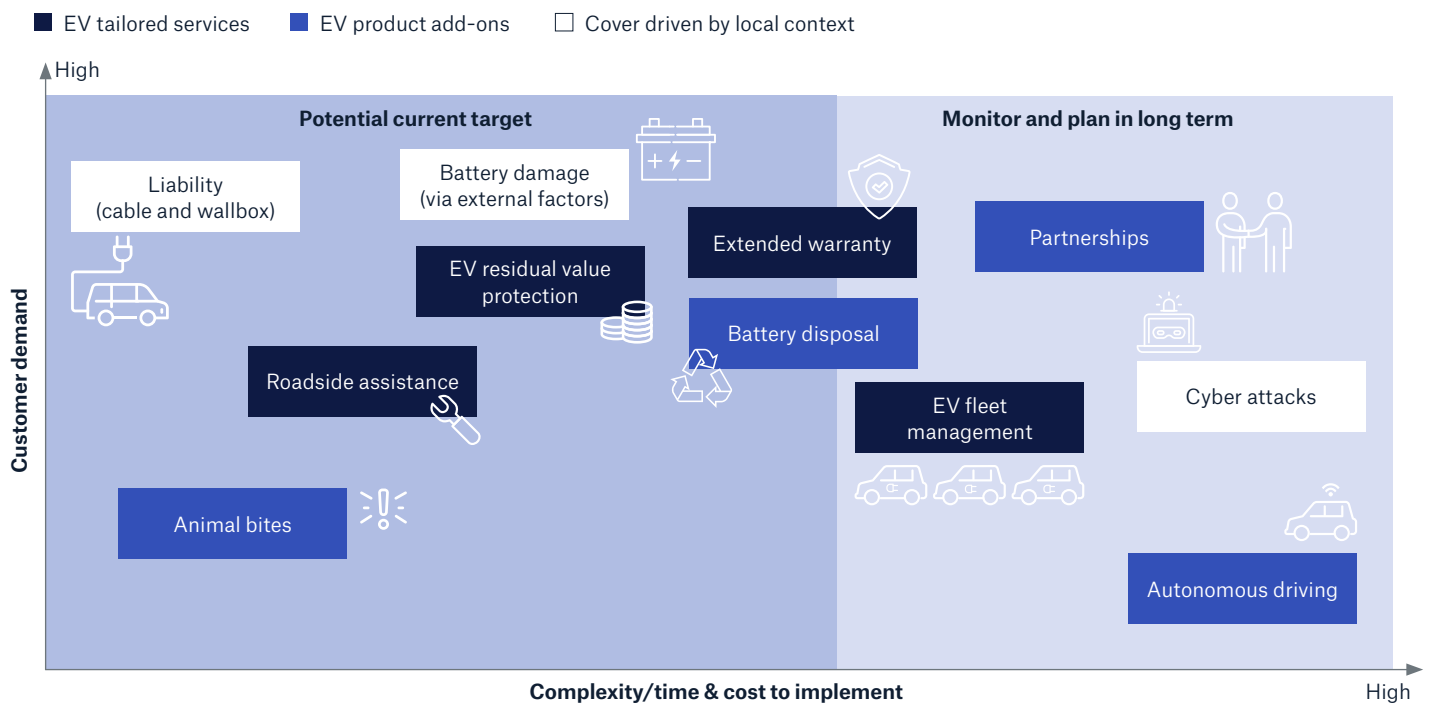 EV tailored services
EV product add-ons
Cover driven by local context
High
Potential current target
Monitor and plan in long term
Liability
(cable and wallbox)
Battery damage
(via external factors)
Extended warranty
Partnerships
EV residual value
protection
Battery disposal
Roadside assistance
EV fleet
management
Cyber attacks
Animal bites
Autonomous driving
Customer demand
Complexity/time & cost to implement
High